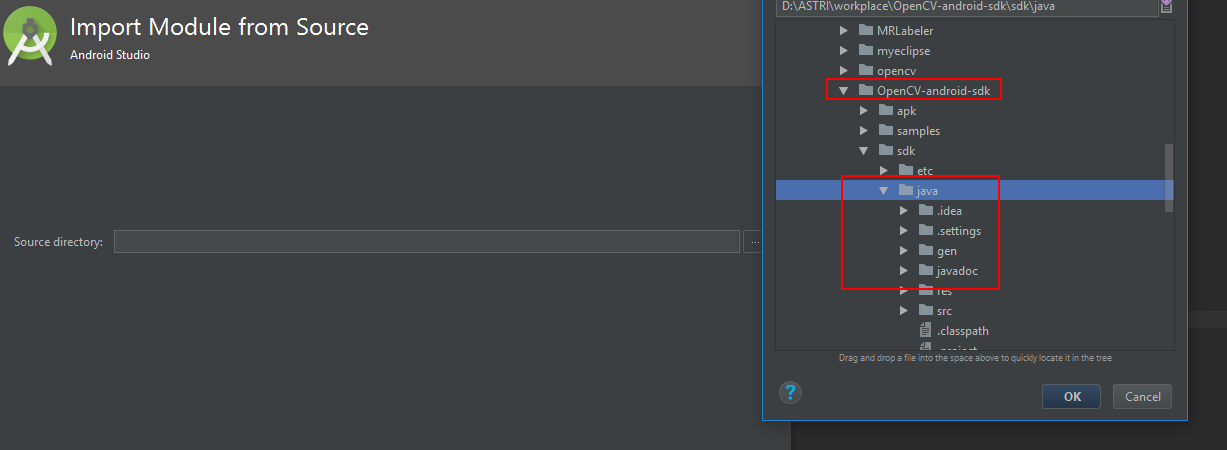 Import Module from Source
Android Studio
Source directory:
...
D:\ASTRI\workplace\OpenCV-android-sdk\sdk\java
MRLabeler
myeclipse
opencv
OpenCV-android-sdk
apk
samples
sdk
etc
java
.idea
.settings
gen
javadoc
res
src
.classpath
.project
Drag and drop a file into the space above to quickly locate it in the tree
?
OK
Cancel